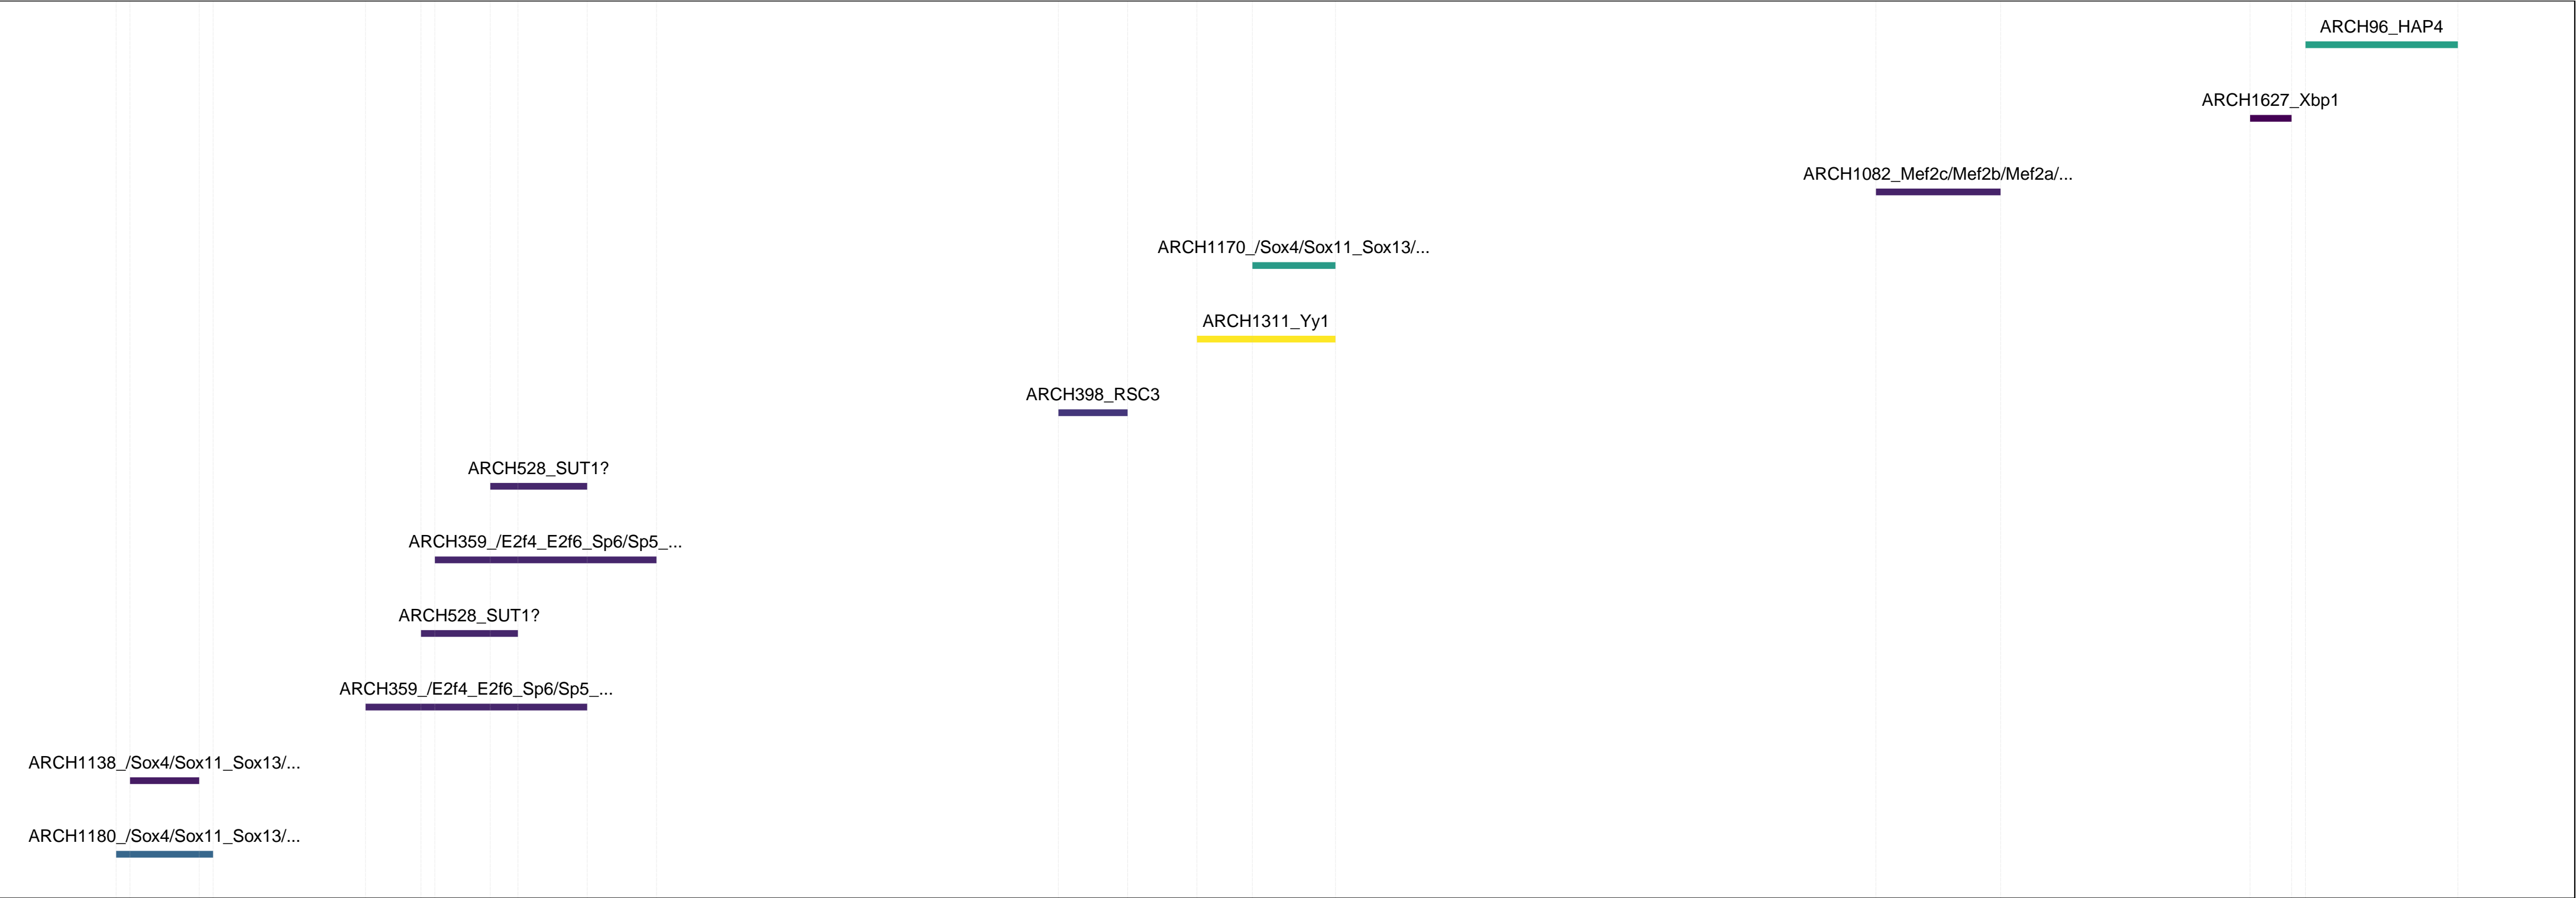 ARCH96_HAP4
ARCH1627_Xbp1
ARCH1082_Mef2c/Mef2b/Mef2a/...
ARCH1170_/Sox4/Sox11_Sox13/...
ARCH1311_Yy1
ARCH398_RSC3
ARCH528_SUT1?
ARCH359_/E2f4_E2f6_Sp6/Sp5_...
ARCH528_SUT1?
ARCH359_/E2f4_E2f6_Sp6/Sp5_...
ARCH1138_/Sox4/Sox11_Sox13/...
ARCH1180_/Sox4/Sox11_Sox13/...